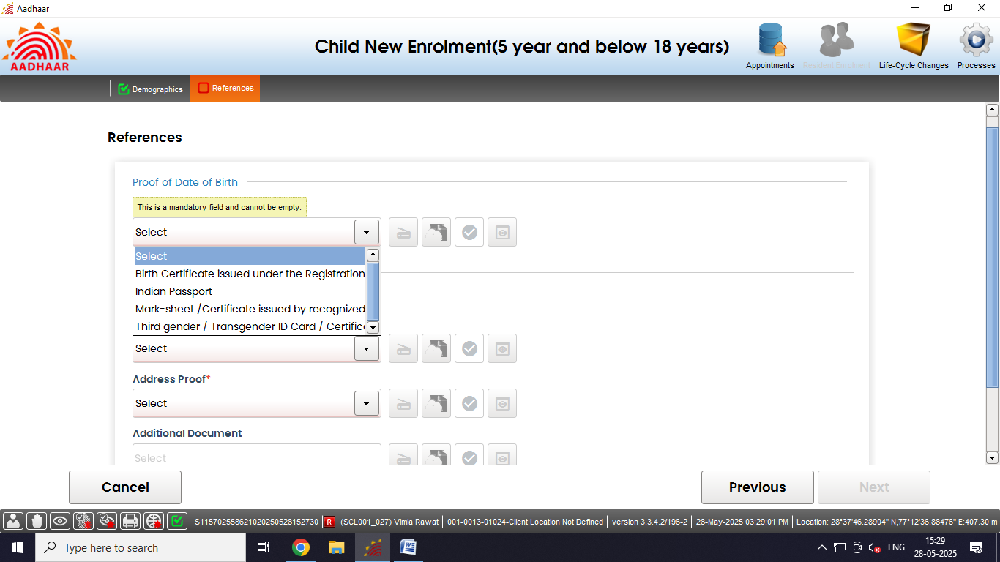 Aadhaar
AADHAAR
Child New Enrolment(5 year and below 18 years)
Appointments
Resident Enrolment
Life-Cycle Changes
Processes
Demographics
References
References
Proof of Date of Birth
This is a mandatory field and cannot be empty.
Select
Select
Birth Certificate issued under the Registration
Indian Passport
Mark-sheet /Certificate issued by recognized
Third gender / Transgender ID Card / Certific
Select
Address Proof*
Select
Additional Document
Select
Cancel
Previous
Next
S115702558621020250528152730
R
(SCL001_027) Vimla Rawat
001-0013-01024-Client Location Not Defined
version 3.3.4.2/196-2
28-May-2025 03:29:01 PM
Location: 28°37'46.28904" N,77°12'36.88476" E:407.30 m
Type here to search
ENG
15:29
28-05-2025